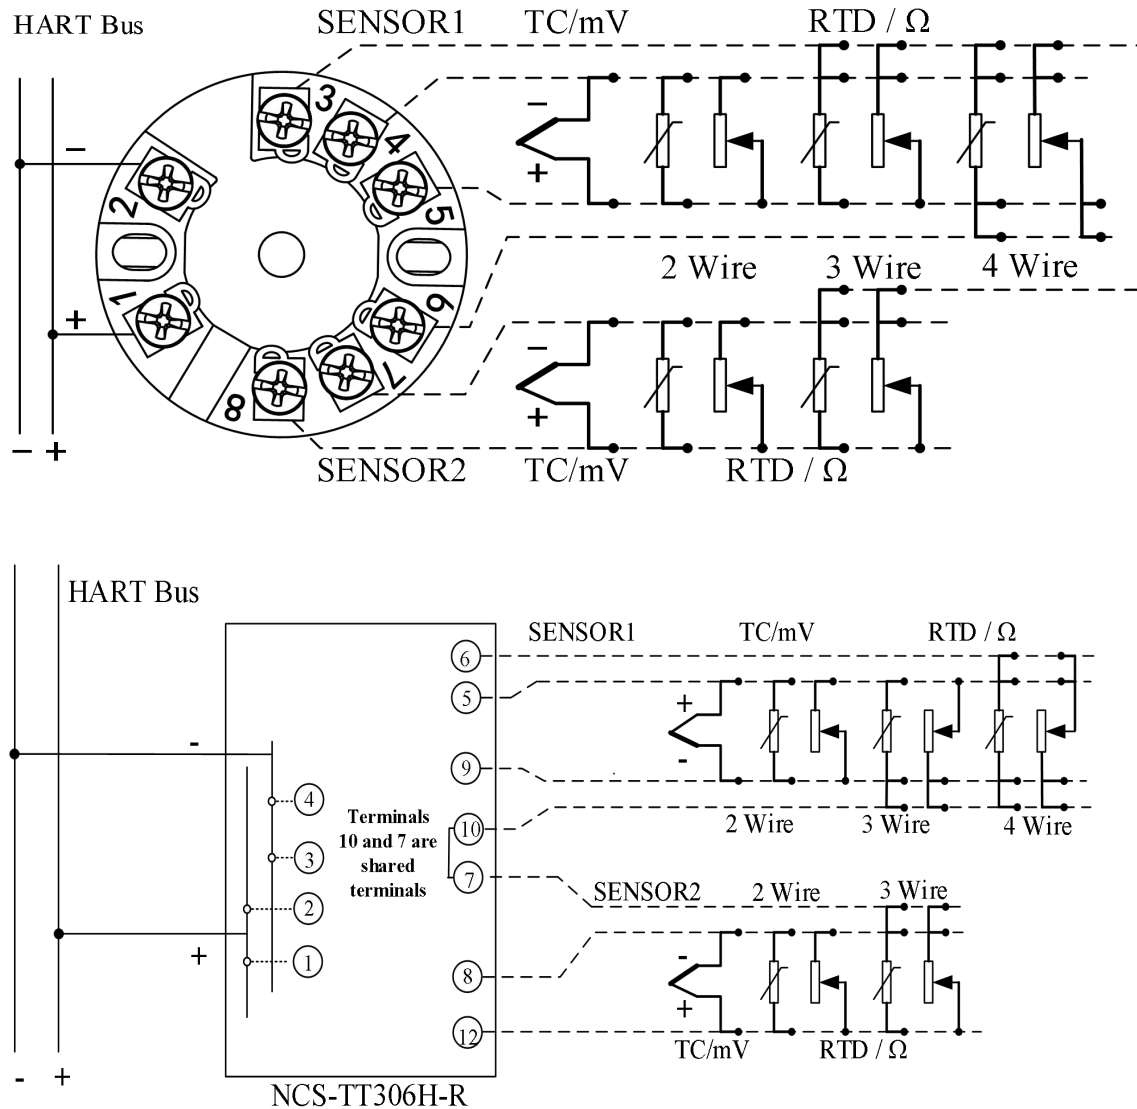 HART Bus
SENSOR1
TC/mV
RTD / Ω
3
4
5
6
7
8
1
2
−
+
− +
−
+
2 Wire
3 Wire
4 Wire
−
+
SENSOR2
TC/mV
RTD / Ω
HART Bus
-
+
- +
4
3
2
1
Terminals
10 and 7 are
shared
terminals
6
5
9
10
7
8
12
NCS-TT306H-R
SENSOR1
TC/mV
RTD / Ω
+
-
2 Wire
3 Wire
4 Wire
SENSOR2
2 Wire
3 Wire
-
+
TC/mV
RTD / Ω